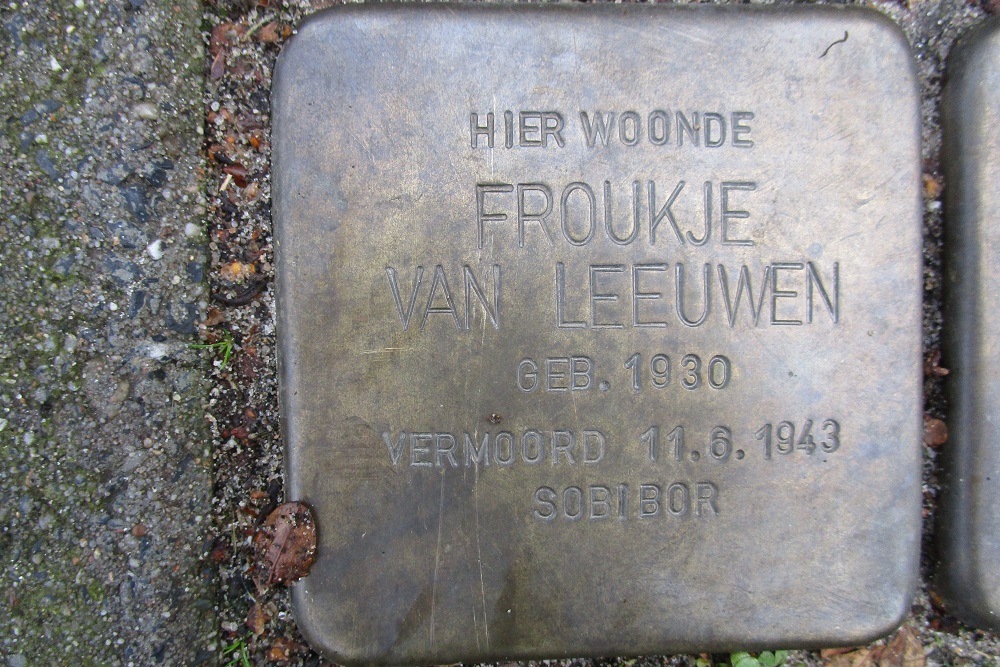 HIER WOONDE
FROUKJE
VAN LEEUWEN
GEB. 1930
VERMOORD 11.6.1943
SOBIBOR